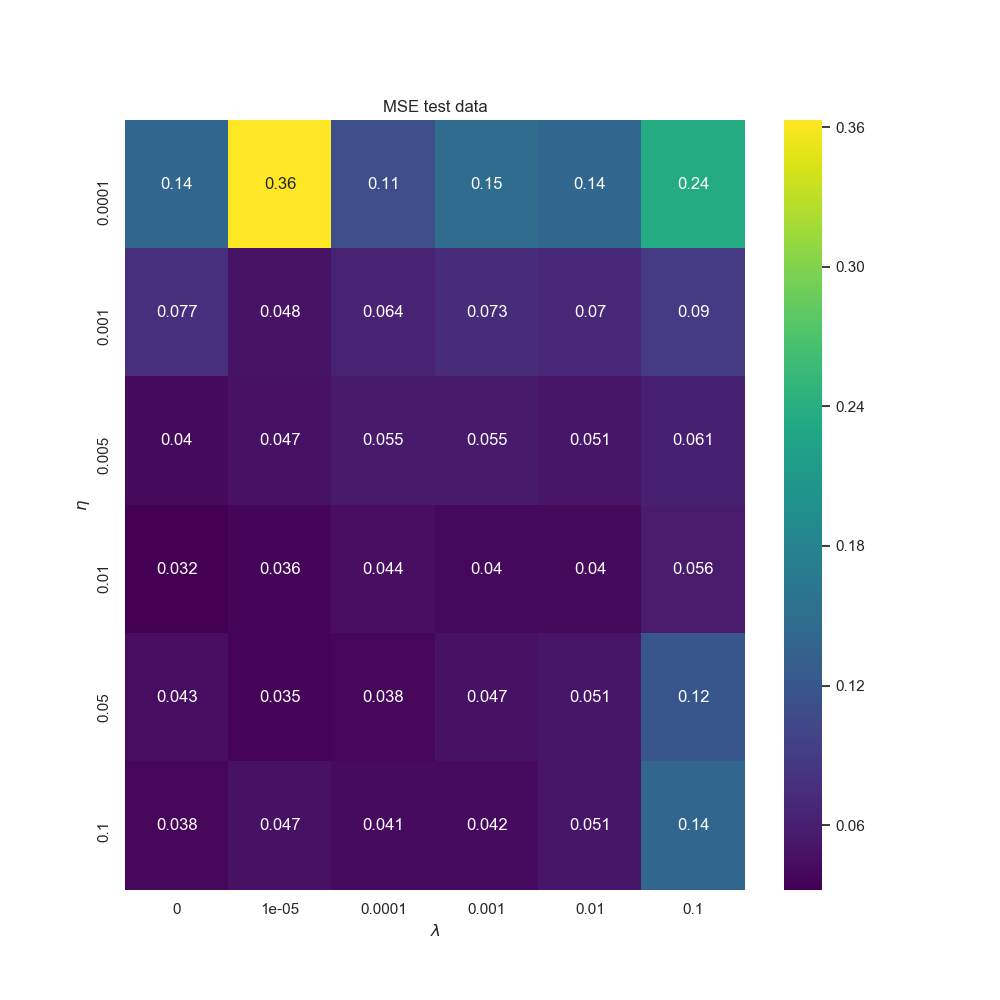 MSE test data
0.0001 0.14 0.36 0.11 0.15 0.14 0.24
0.001 0.077 0.048 0.064 0.073 0.07 0.09
0.005 0.04 0.047 0.055 0.055 0.051 0.061
0.01 0.032 0.036 0.044 0.04 0.04 0.056
0.05 0.043 0.035 0.038 0.047 0.051 0.12
0.1 0.038 0.047 0.041 0.042 0.051 0.14
η
0 1e-05 0.0001 0.001 0.01 0.1
λ
0.36
0.30
0.24
0.18
0.12
0.06